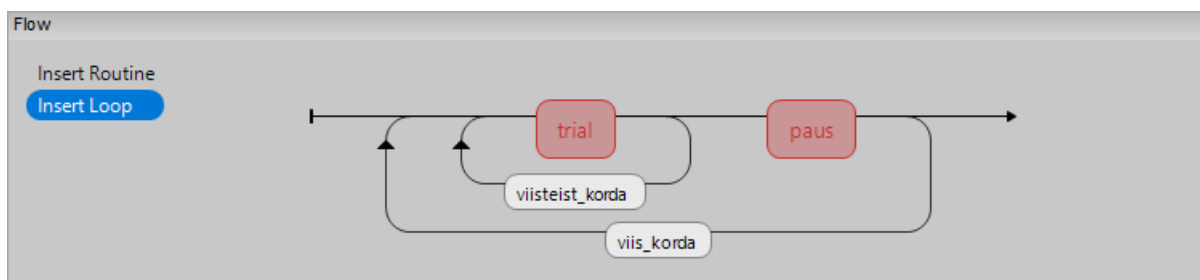 Flow
Insert Routine
Insert Loop
trial
paus
viisteist_korda
viis_korda